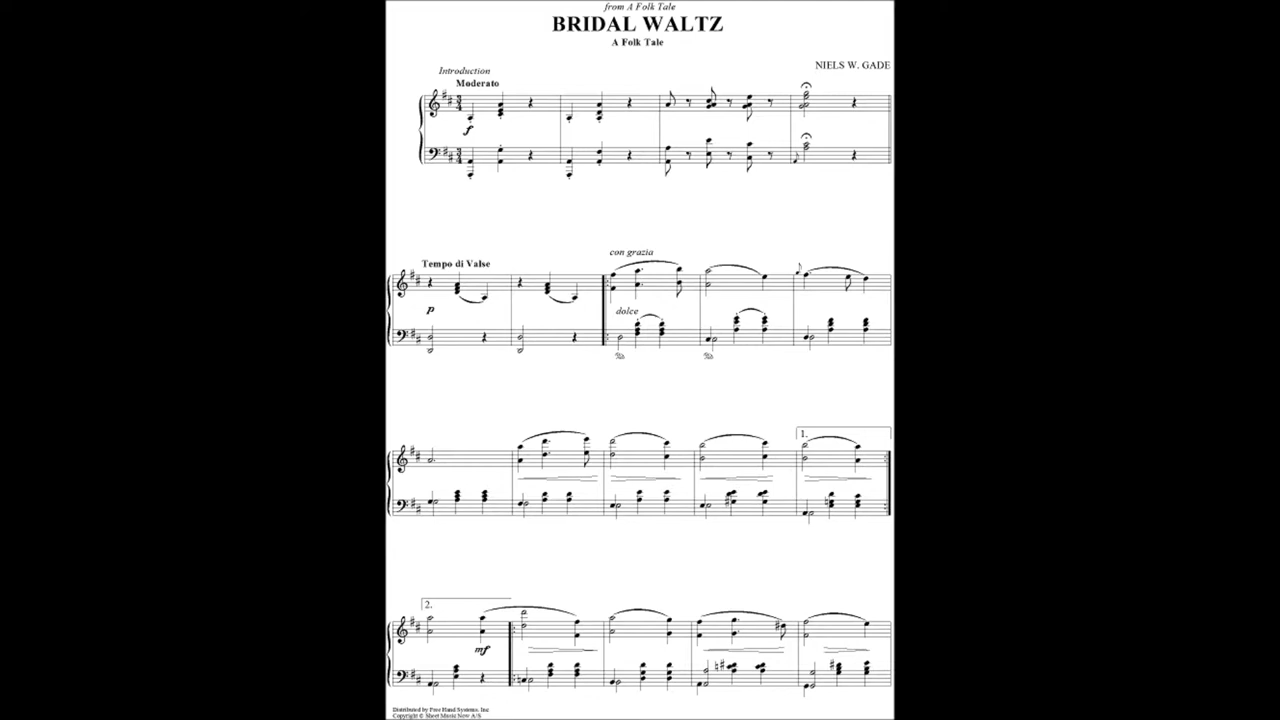 from A Folk Tale
BRIDAL WALTZ
A Folk Tale
NIELS W. GADE
Introduction
Moderato
f
Tempo di Valse
con grazia
p
dolce
1.
2.
mf
Distributed by Free Hand Systems, Inc
Copyright © Sheet Music Now A/S